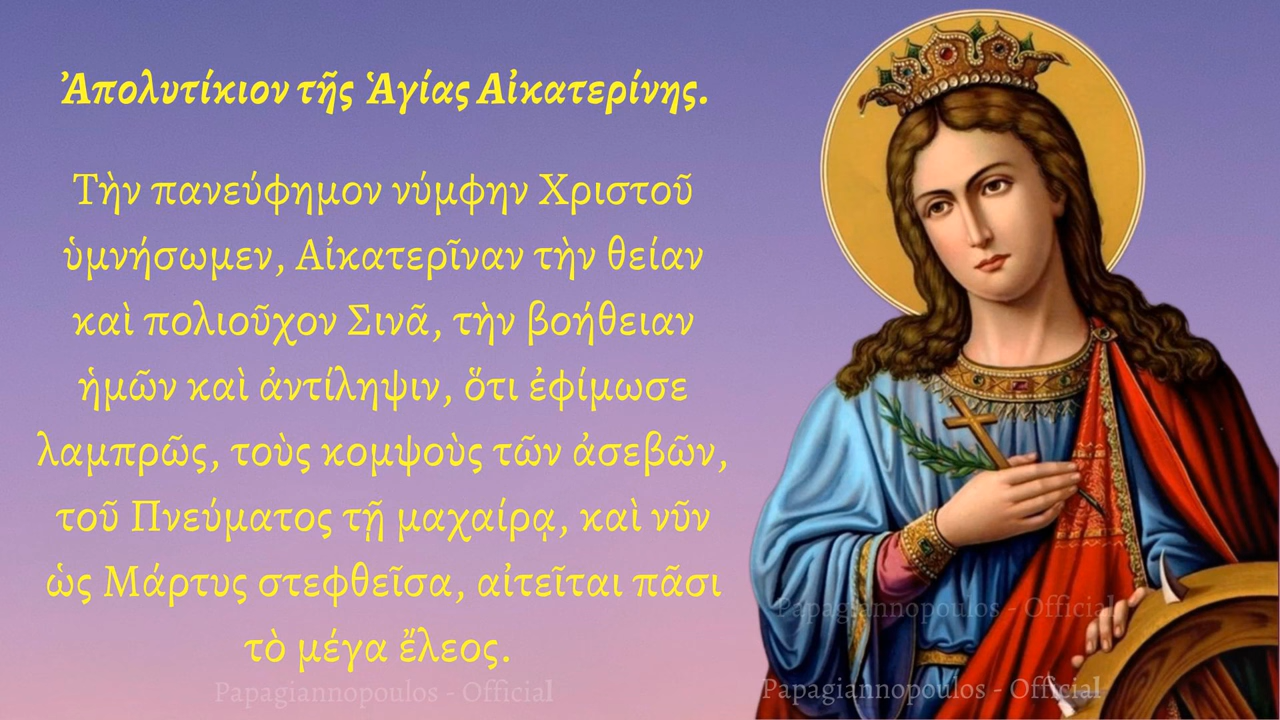 Ἀπολυτίκιον τῆς Ἁγίας Αἰκατερίνης.
Τὴν πανεύφημον νύμφην Χριστοῦ
ὑμνήσωμεν, Αἰκατερῖναν τὴν θείαν
καὶ πολιοῦχον Σινᾶ, τὴν βοήθειαν
ἡμῶν καὶ ἀντίληψιν, ὅτι ἐφίμωσε
λαμπρῶς, τοὺς κομψοὺς τῶν ἀσεβῶν,
τοῦ Πνεύματος τῇ μαχαίρᾳ, καὶ νῦν
ὡς Μάρτυς στεφθεῖσα, αἰτεῖται πᾶσι
τὸ μέγα ἔλεος.
Papagiannopoulos - Official
Papagiannopoulos - Official
Papagiannopoulos - Official